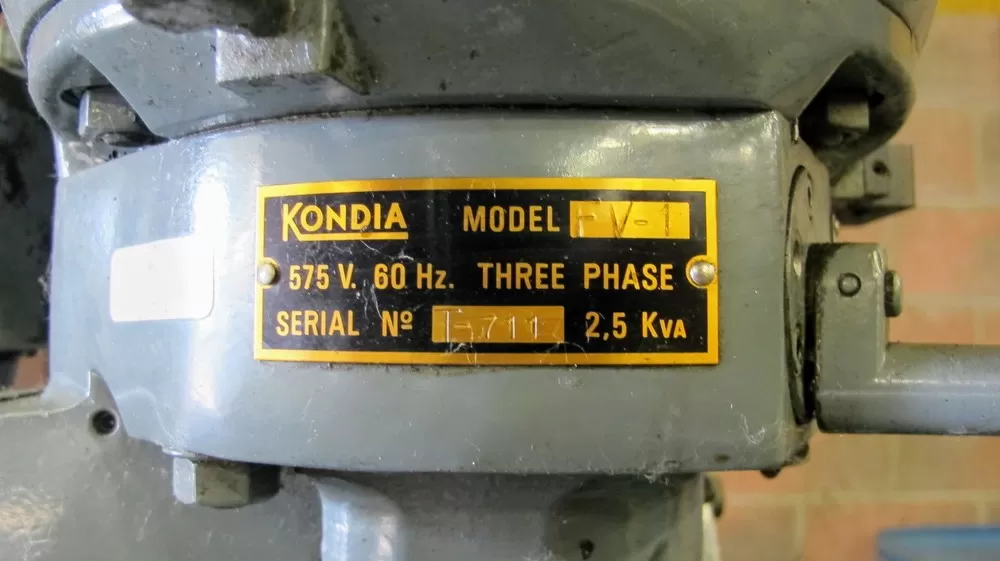 KONDIA MODEL FV-1
575 V. 60 Hz. THREE PHASE
SERIAL Nº 2,5 KVA